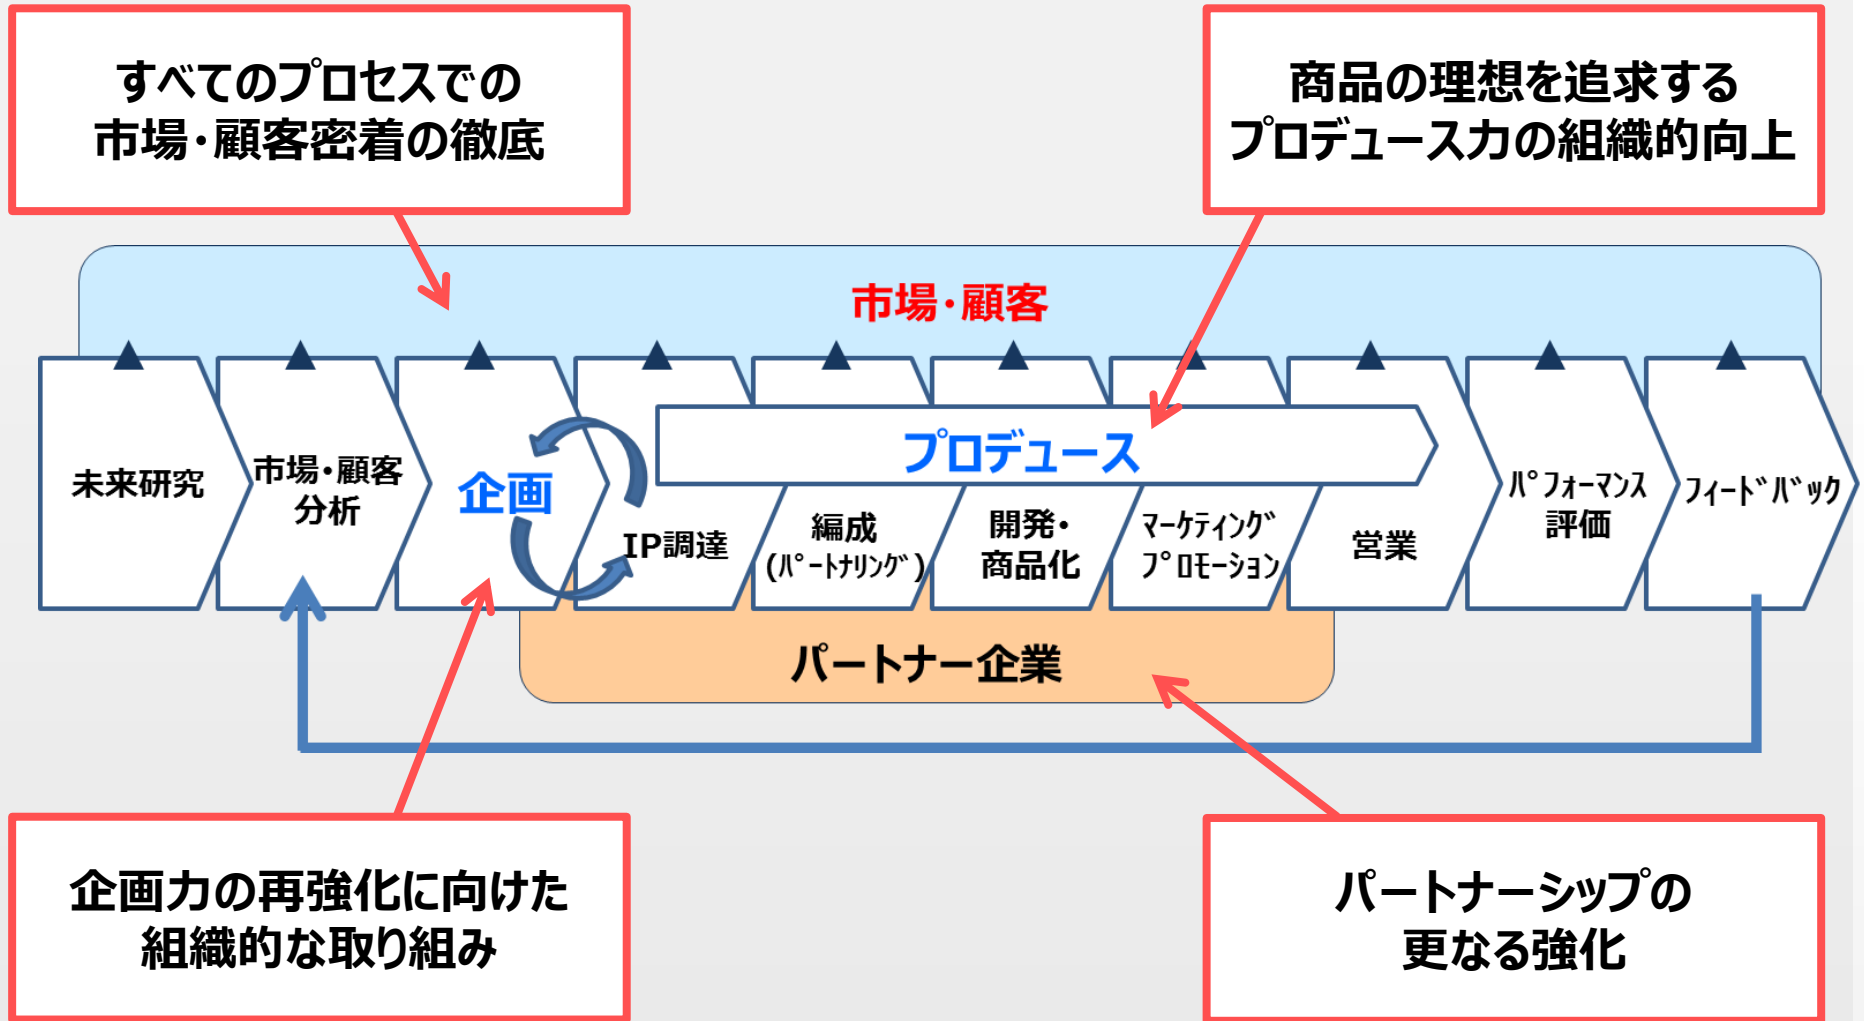 すべてのプロセスでの
市場・顧客密着の徹底
商品の理想を追求する
プロデュース力の組織的向上
市場・顧客
未来研究
市場・顧客
分析
企画
プロデュース
IP調達
編成
(ﾊﾟｰﾄﾅﾘﾝｸﾞ)
開発・
商品化
ﾏｰｹﾃｨﾝｸﾞ
ﾌﾟﾛﾓｰｼｮﾝ
営業
ﾊﾟﾌｫｰﾏﾝｽ
評価
ﾌｨｰﾄﾞﾊﾞｯｸ
パートナー企業
企画力の再強化に向けた
組織的な取り組み
パートナーシップの
更なる強化